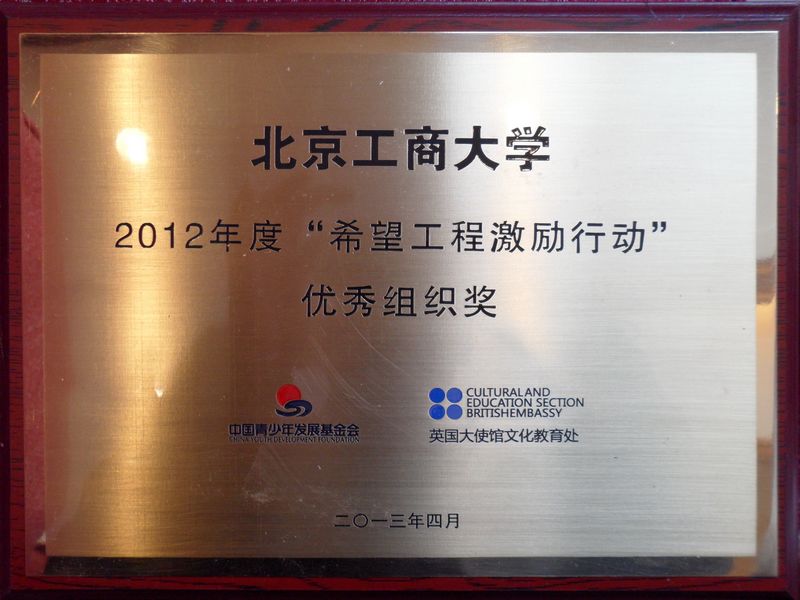 北京工商大学
2012年度“希望工程激励行动”
优秀组织奖
中国青少年发展基金会
CHINA YOUTH DEVELOPMENT FOUNDATION
CULTURAL AND
EDUCATION SECTION
BRITISHEMBASSY
英国大使馆文化教育处
二〇一三年四月